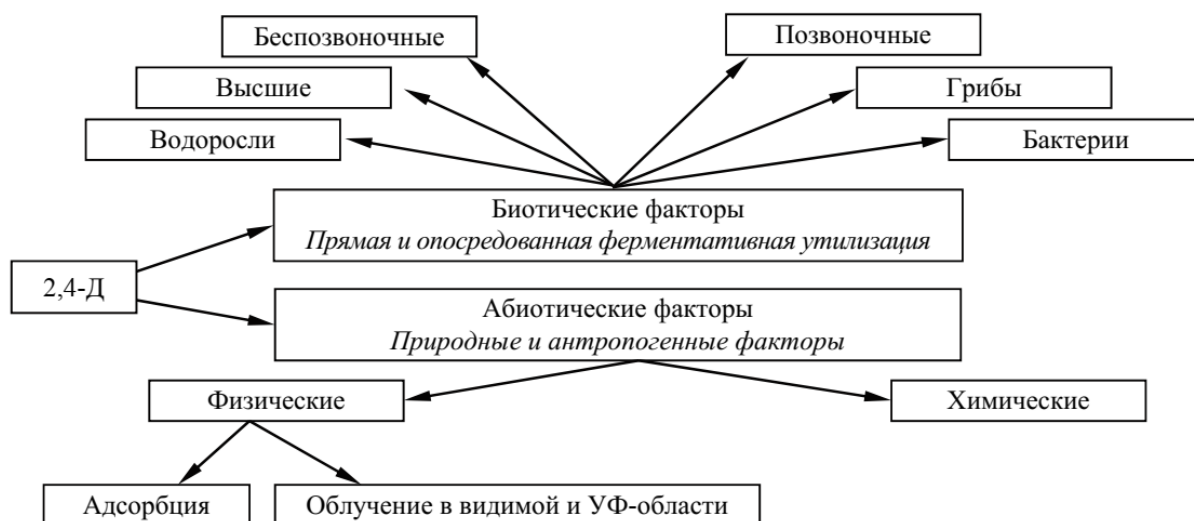 Беспозвоночные
Позвоночные
Высшие
Грибы
Водоросли
Бактерии
Биотические факторы
Прямая и опосредованная ферментативная утилизация
2,4-Д
Абиотические факторы
Природные и антропогенные факторы
Физические
Химические
Адсорбция
Облучение в видимой и УФ-области